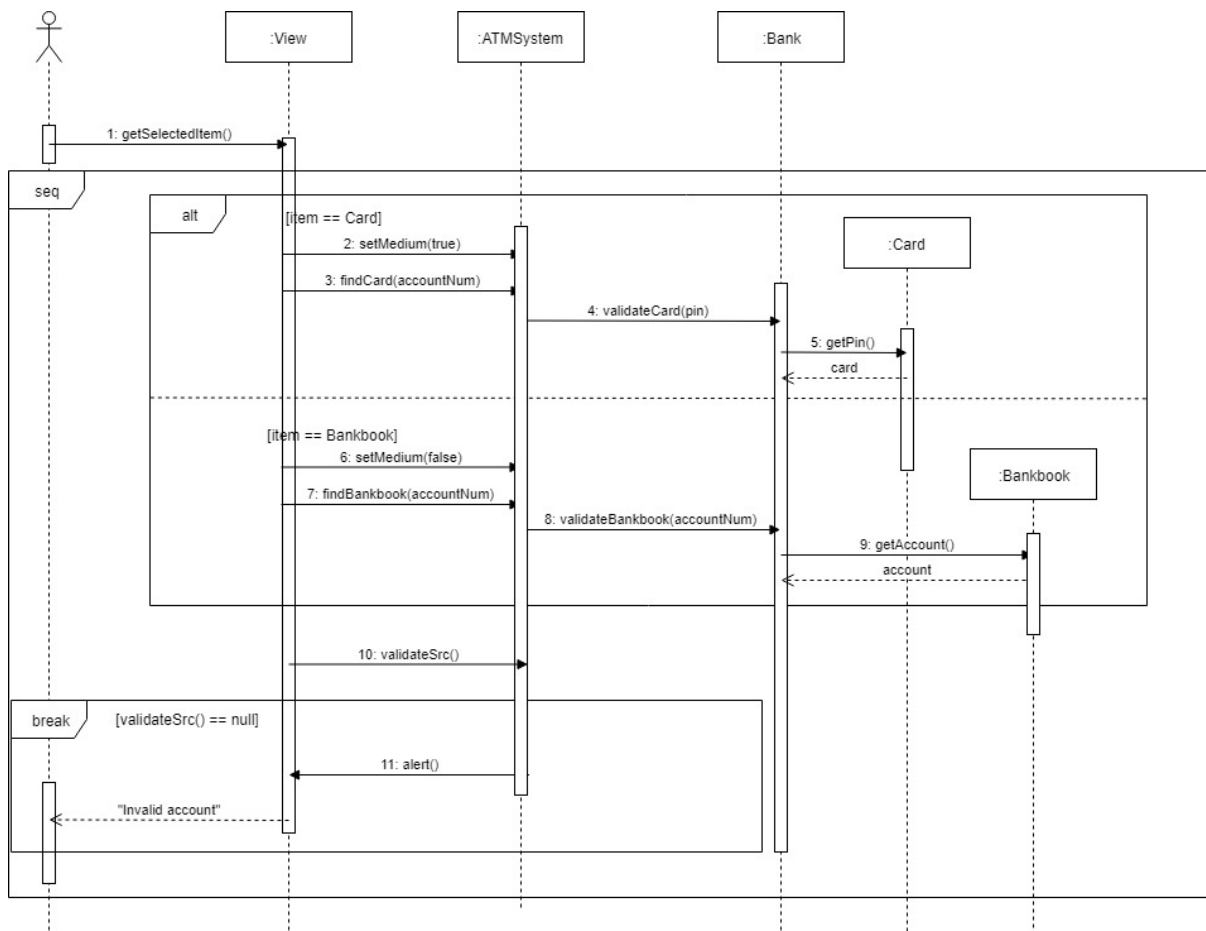 :View
:ATMSystem
:Bank
1: getSelectedItem()
seq
alt
[item == Card]
2: setMedium(true)
:Card
3: findCard(accountNum)
4: validateCard(pin)
5: getPin()
card
[item == Bankbook]
6: setMedium(false)
:Bankbook
7: findBankbook(accountNum)
8: validateBankbook(accountNum)
9: getAccount()
account
10: validateSrc()
break
[validateSrc() == null]
11: alert()
"Invalid account"